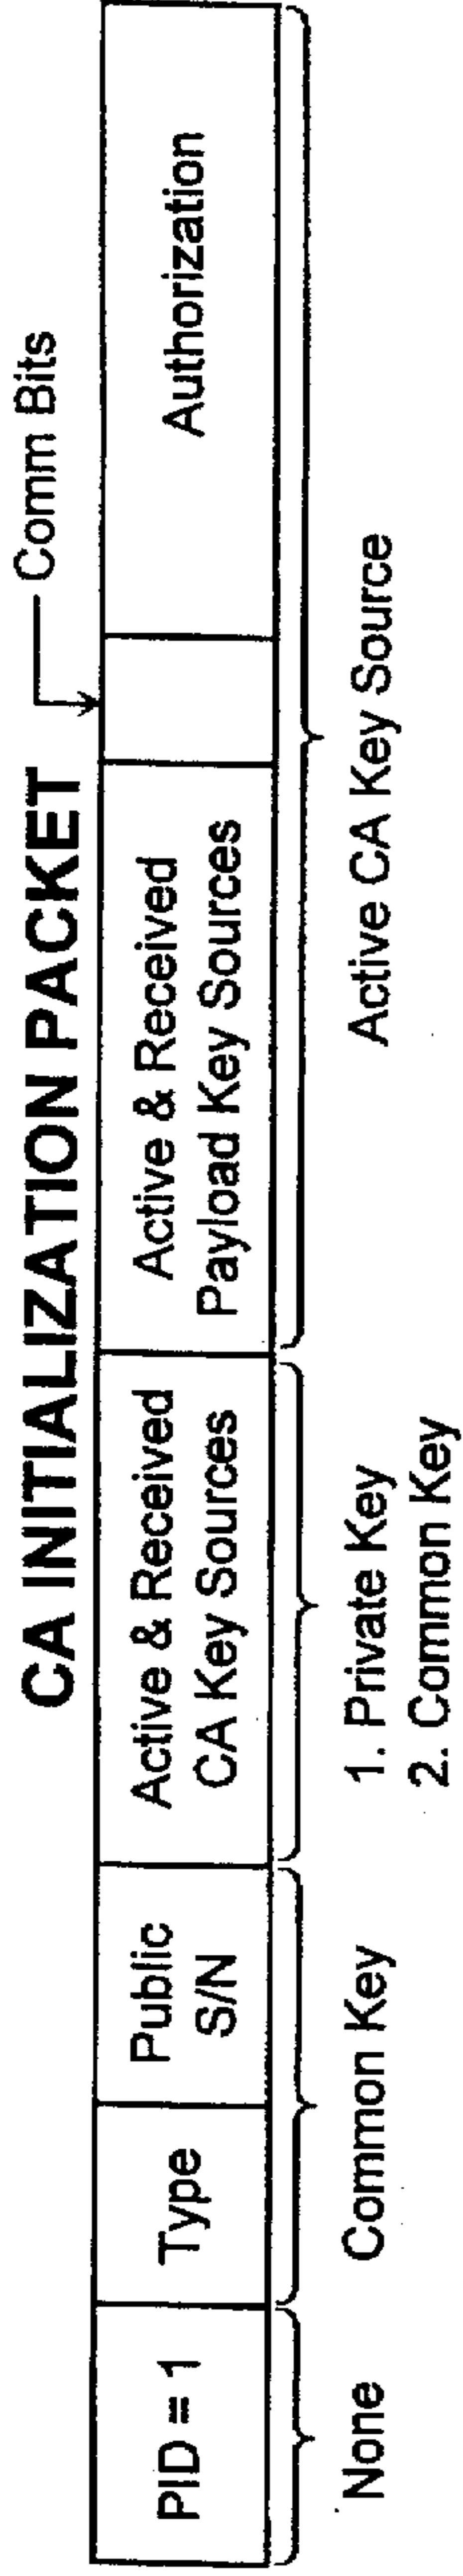 CA INITIALIZATION PACKET
Comm Bits
PID = 1
Type
Public
S/N
Active & Received
CA Key Sources
Active & Received
Payload Key Sources
Authorization
None
Common Key
1. Private Key
2. Common Key
Active CA Key Source